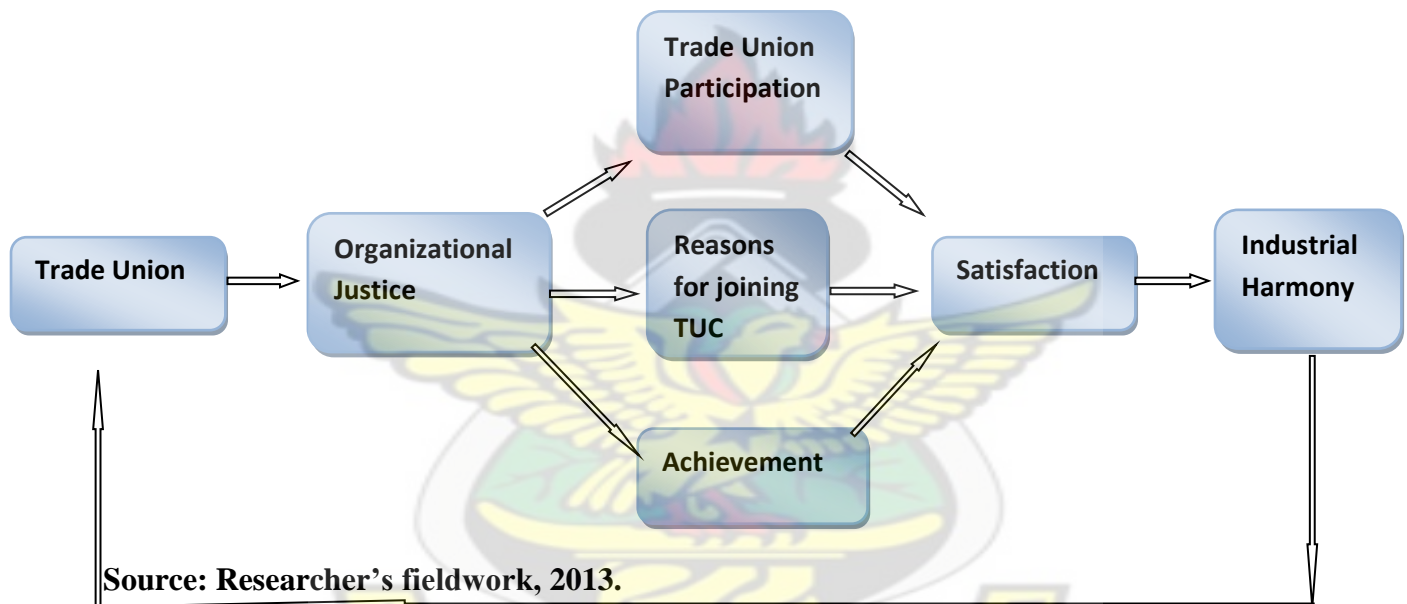 Trade Union
Participation
Trade Union
Organizational
Justice
Reasons
for joining
TUC
Achievement
Satisfaction
Industrial
Harmony
Source: Researcher’s fieldwork, 2013.